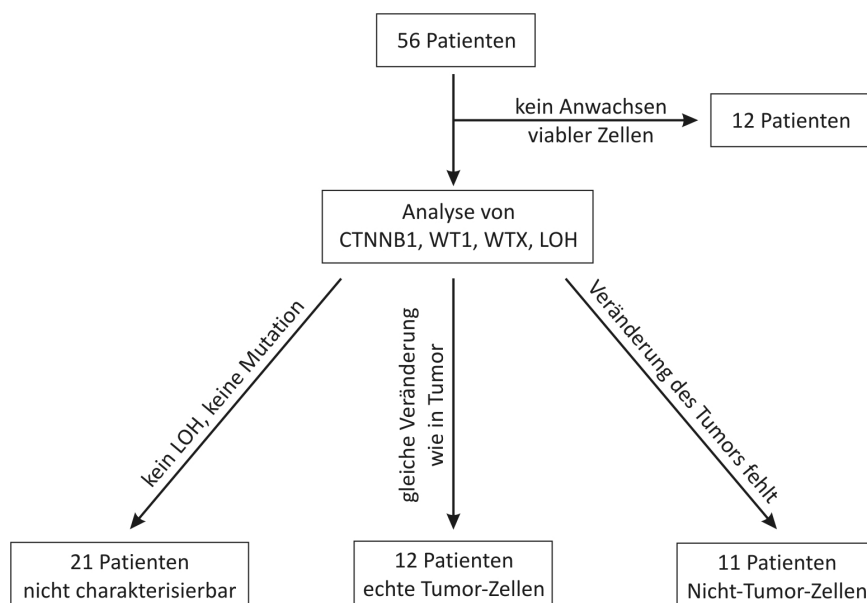 56 Patienten
kein Anwachsen
viabler Zellen
12 Patienten
Analyse von
CTNNB1, WT1, WTX, LOH
kein LOH, keine Mutation
gleiche Veränderung
wie in Tumor
Veränderung des Tumors fehlt
21 Patienten
nicht charakterisierbar
12 Patienten
echte Tumor-Zellen
11 Patienten
Nicht-Tumor-Zellen